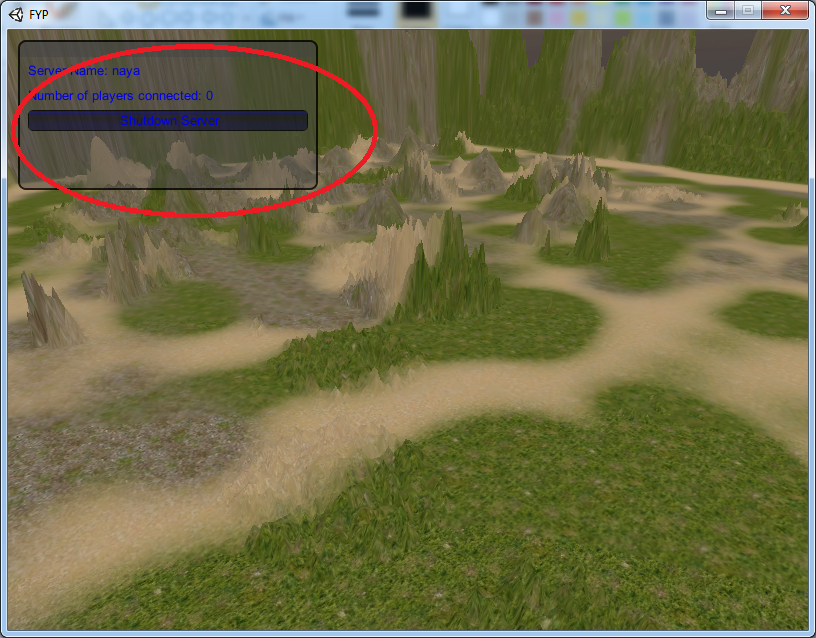 FYP
Server Name: naya
Number of players connected: 0
Shutdown Server